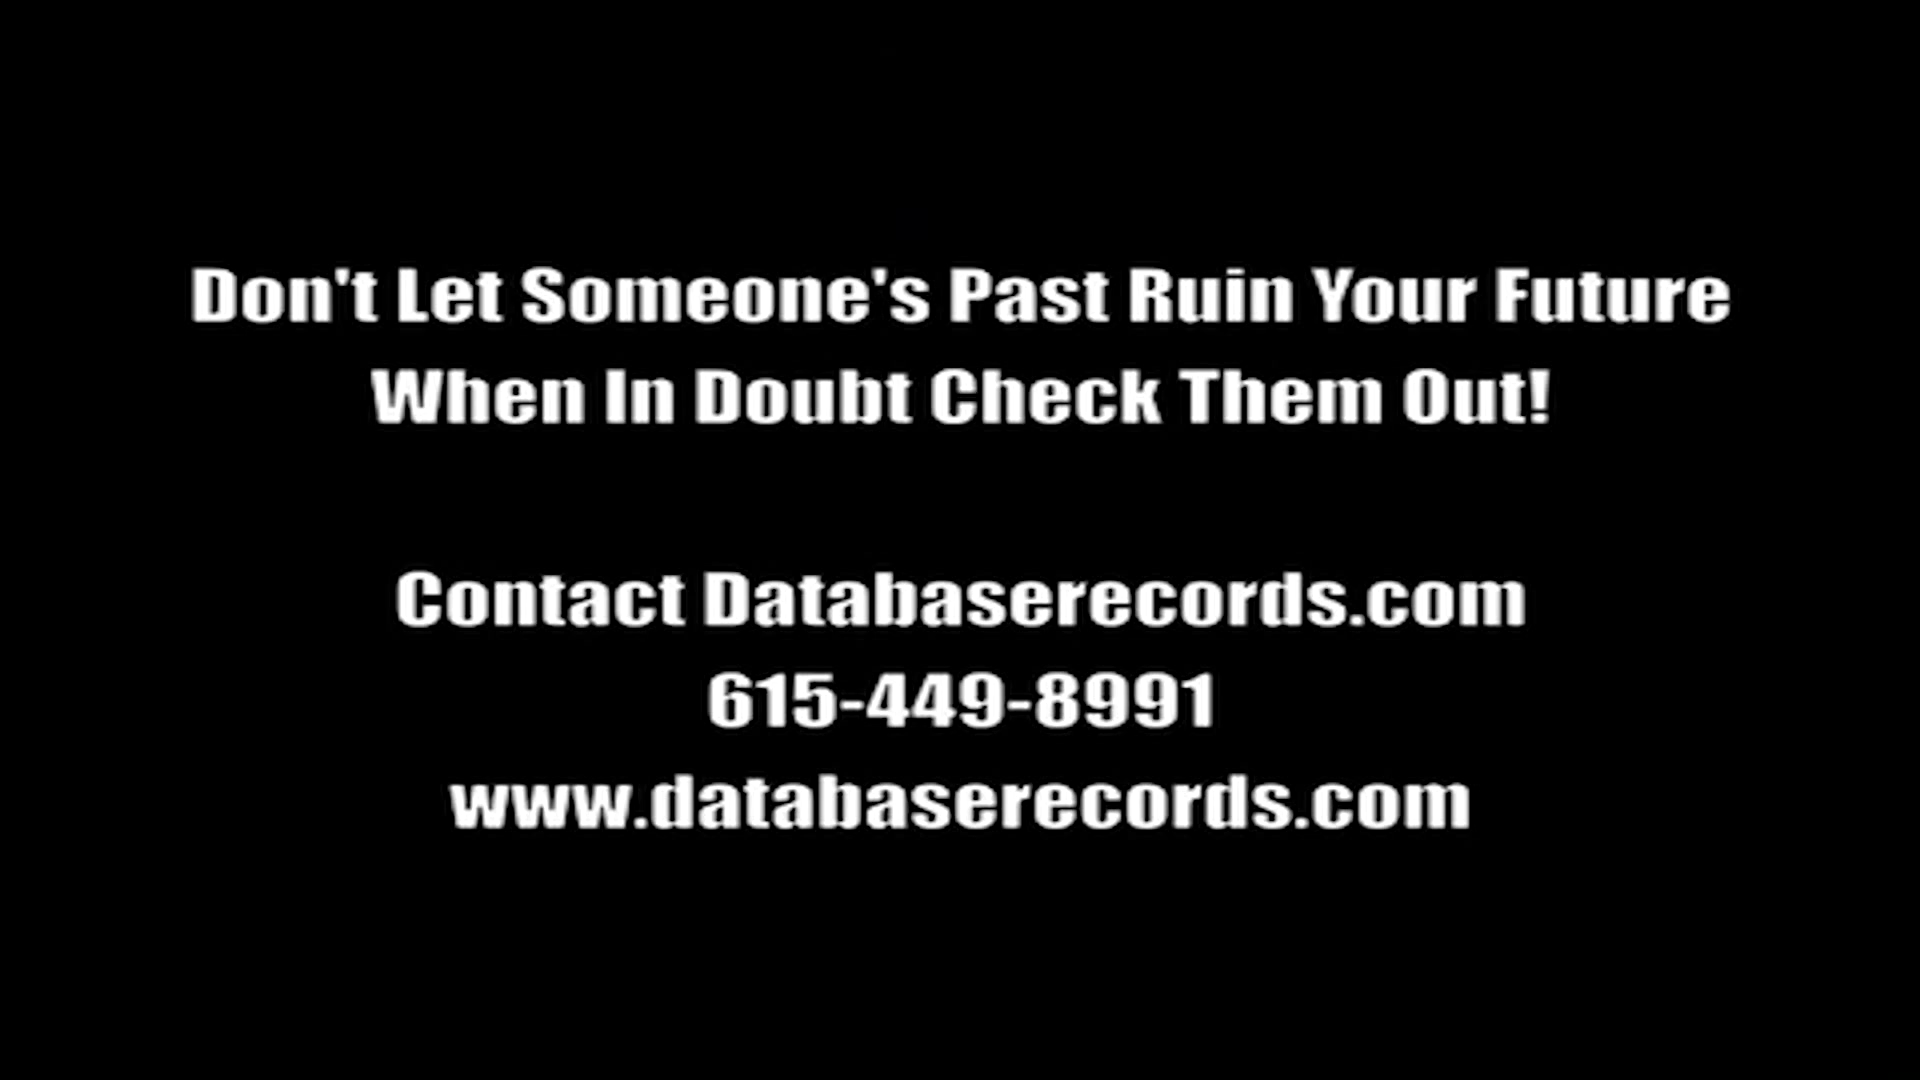 Don't Let Someone's Past Ruin Your Future
When In Doubt Check Them Out!
Contact Databaserecords.com
615-449-8991
www.databaserecords.com